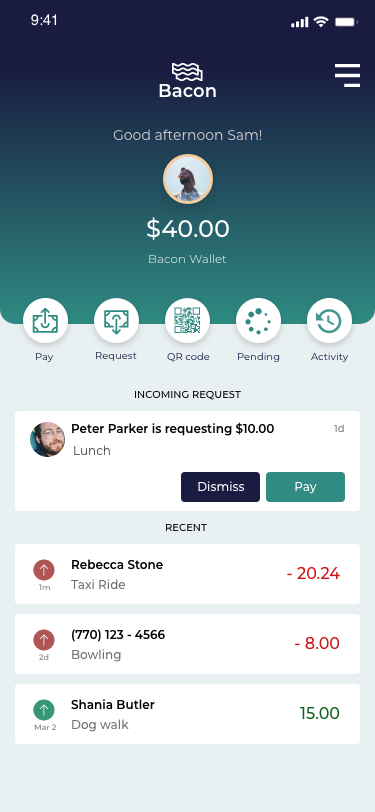 9:41
Bacon
Good afternoon Sam!
$40.00
Bacon Wallet
Pay
Request
QR code
Pending
Activity
INCOMING REQUEST
Peter Parker is requesting $10.00
1d
Lunch
Dismiss
Pay
RECENT
Rebecca Stone
1m
Taxi Ride
- 20.24
(770) 123 - 4566
2d
Bowling
- 8.00
Shania Butler
Mar 2
Dog walk
15.00